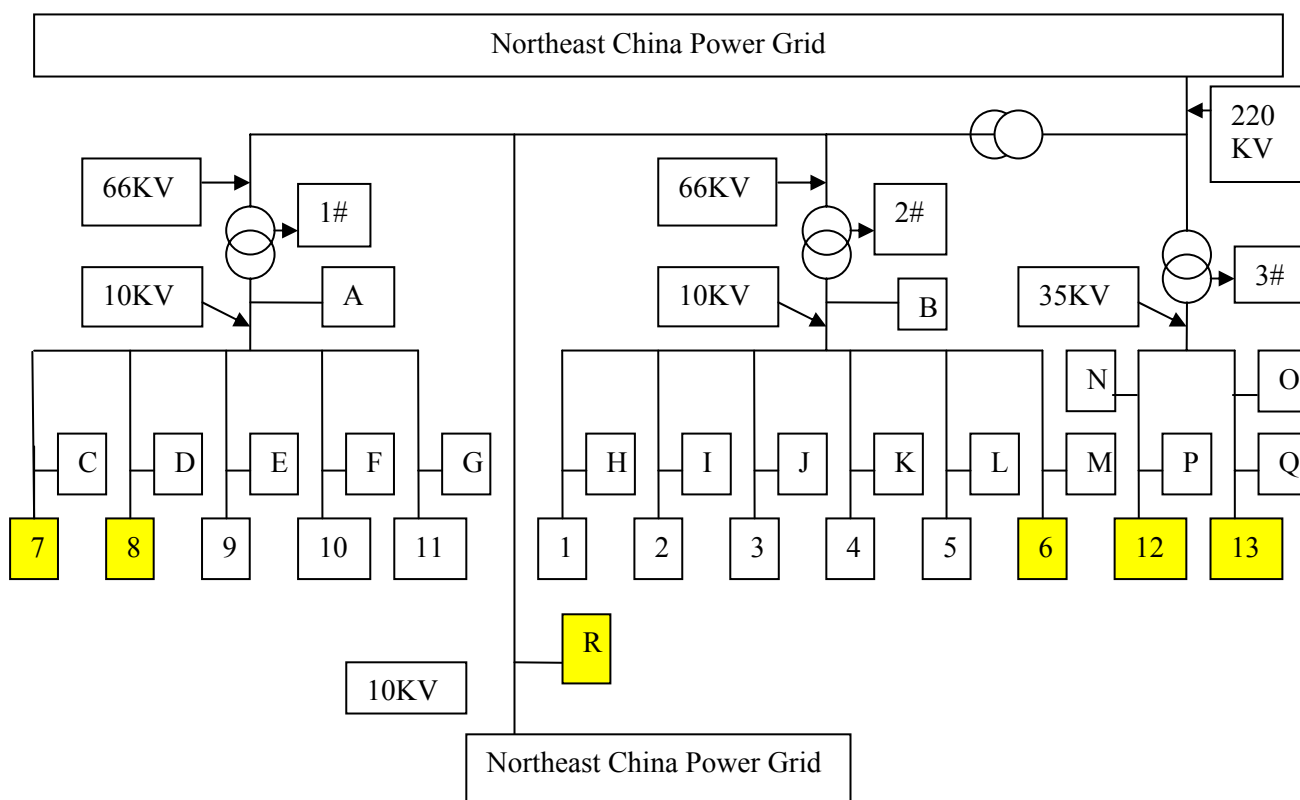 Northeast China Power Grid
220
KV
66KV
1#
66KV
2#
3#
10KV
A
10KV
B
35KV
N
O
C
D
E
F
G
H
I
J
K
L
M
P
Q
7
8
9
10
11
1
2
3
4
5
6
12
13
R
10KV
Northeast China Power Grid